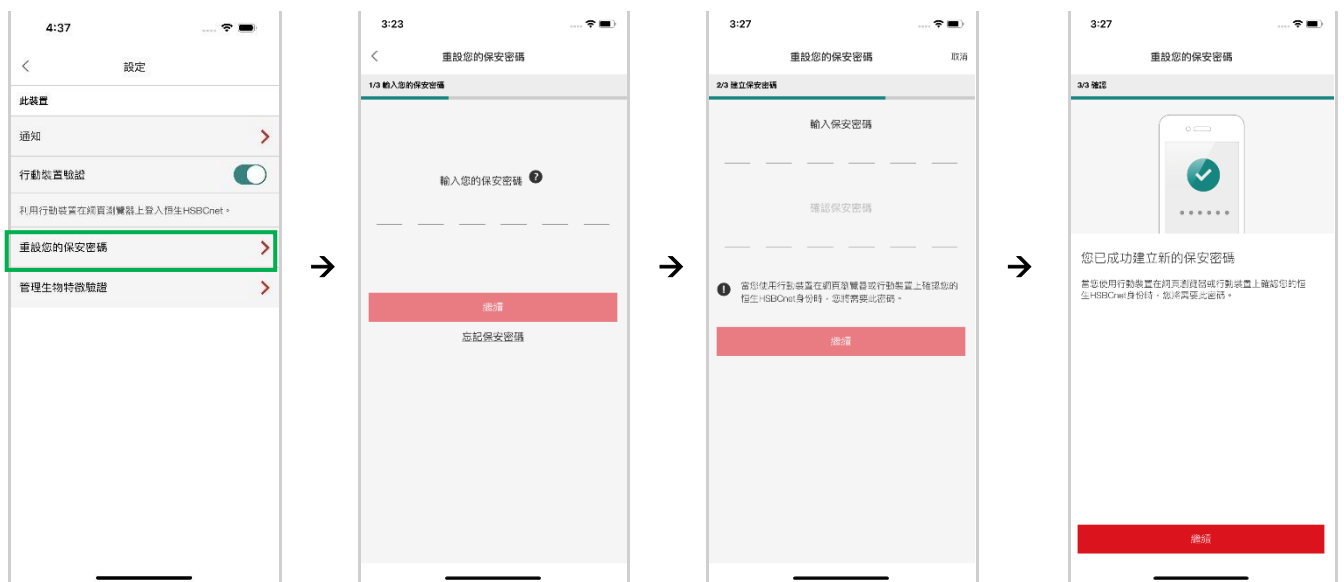 4:37
設定
此裝置
通知
行動裝置驗證
利用行動裝置在網頁瀏覽器上登入恒生HSBCnet。
重設您的保安密碼
管理生物特徵驗證
→
3:23
重設您的保安密碼
1/3 輸入您的保安密碼
輸入您的保安密碼 ?
繼續
忘記保安密碼
→
3:27
重設您的保安密碼
取消
2/3 建立保安密碼
輸入保安密碼
確認保安密碼
當您使用行動裝置在網頁瀏覽器或行動裝置上確認您的
恒生HSBCnet身份時，您將需要此密碼。
繼續
→
3:27
重設您的保安密碼
3/3 確認
您已成功建立新的保安密碼
當您使用行動裝置在網頁瀏覽器或行動裝置上確認您的恒
生HSBCnet身份時，您將需要此密碼。
繼續